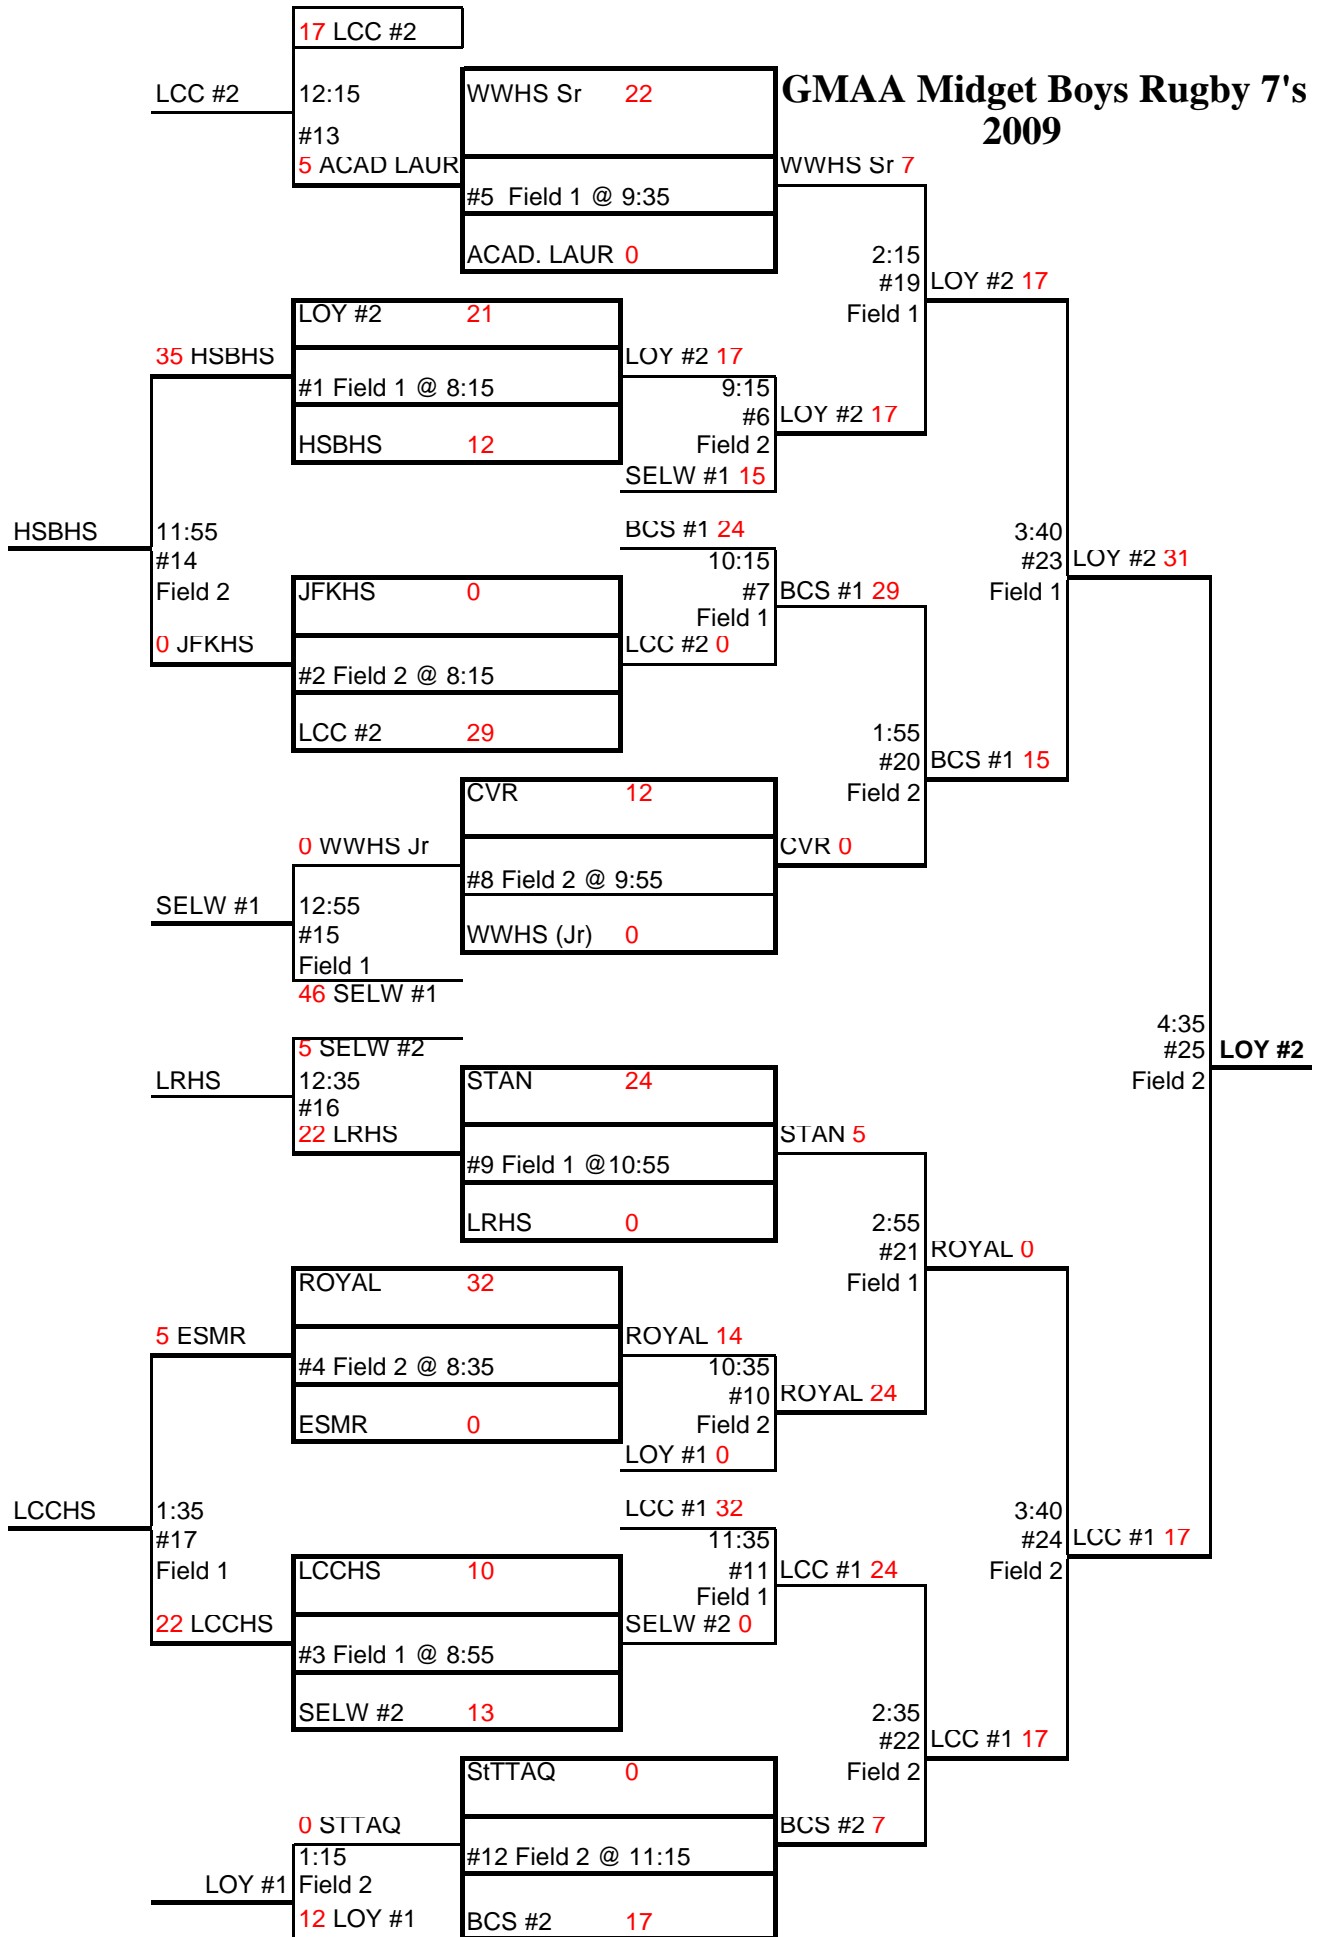 17 LCC #2
GMAA Midget Boys Rugby 7's
2009
LCC #2
12:15
WWHS Sr 22
#13
5 ACAD LAUR
WWHS Sr 7
#5 Field 1 @ 9:35
ACAD. LAUR 0
2:15
#19
LOY #2 17
Field 1
LOY #2 21
35 HSBHS
LOY #2 17
#1 Field 1 @ 8:15
9:15
#6
LOY #2 17
HSBHS 12
Field 2
SELW #1 15
HSBHS
11:55
BCS #1 24
3:40
#14
10:15
#23
LOY #2 31
Field 2
JFKHS 0
#7
BCS #1 29
Field 1
Field 1
0 JFKHS
LCC #2 0
#2 Field 2 @ 8:15
LCC #2 29
1:55
#20
BCS #1 15
CVR 12
Field 2
0 WWHS Jr
CVR 0
#8 Field 2 @ 9:55
SELW #1
12:55
#15
WWHS (Jr) 0
Field 1
46 SELW #1
4:35
5 SELW #2
#25
LOY #2
LRHS
12:35
STAN 24
Field 2
#16
22 LRHS
STAN 5
#9 Field 1 @10:55
LRHS 0
2:55
#21
ROYAL 0
ROYAL 32
Field 1
5 ESMR
ROYAL 14
#4 Field 2 @ 8:35
10:35
#10
ROYAL 24
ESMR 0
Field 2
LOY #1 0
LCCHS
1:35
LCC #1 32
3:40
#17
11:35
#24
LCC #1 17
Field 1
LCCHS 10
#11
LCC #1 24
Field 2
Field 1
22 LCCHS
SELW #2 0
#3 Field 1 @ 8:55
SELW #2 13
2:35
#22
LCC #1 17
StTTAQ 0
Field 2
0 STTAQ
BCS #2 7
1:15
#12 Field 2 @ 11:15
LOY #1
Field 2
12 LOY #1
BCS #2 17